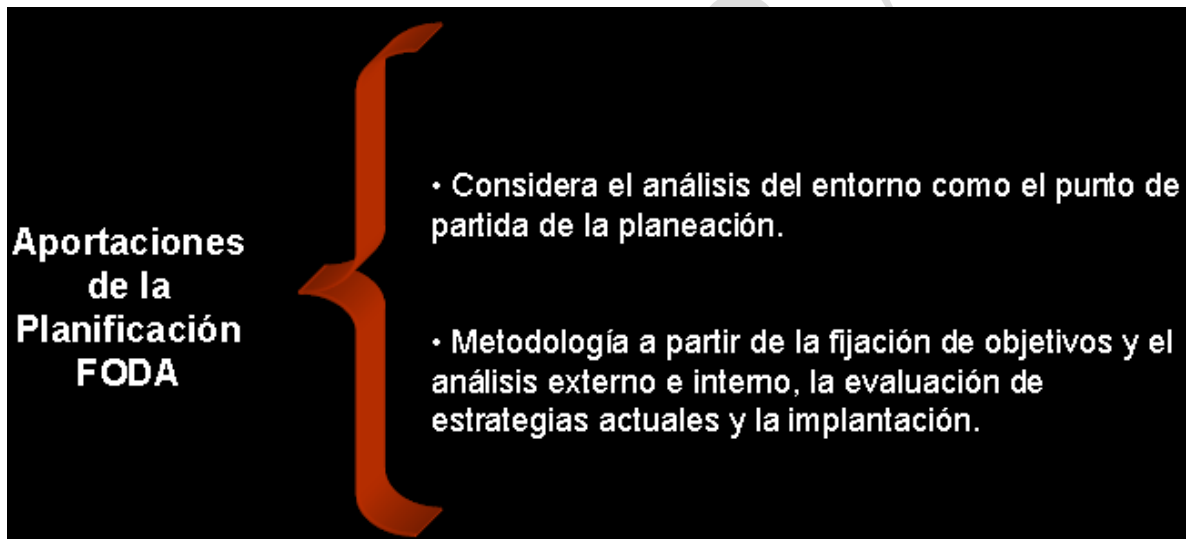 Aportaciones
de la
Planificación
FODA
• Considera el análisis del entorno como el punto de
partida de la planeación.
• Metodología a partir de la fijación de objetivos y el
análisis externo e interno, la evaluación de
estrategias actuales y la implantación.